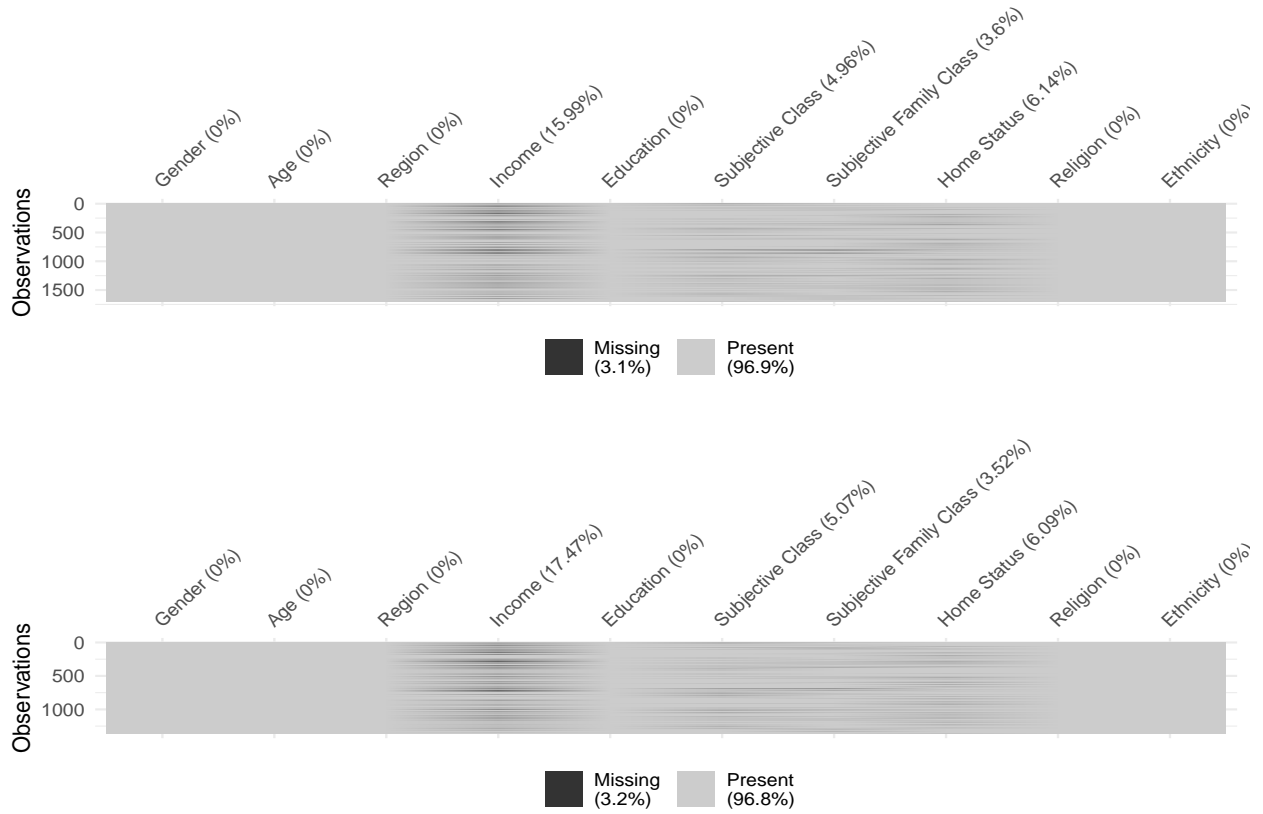 Gender (0%)
Age (0%)
Region (0%)
Income (15.99%)
Education (0%)
Subjective Class (4.96%)
Subjective Family Class (3.6%)
Home Status (6.14%)
Religion (0%)
Ethnicity (0%)
Observations
0
500
1000
1500
Missing
(3.1%)
Present
(96.9%)
Gender (0%)
Age (0%)
Region (0%)
Income (17.47%)
Education (0%)
Subjective Class (5.07%)
Subjective Family Class (3.52%)
Home Status (6.09%)
Religion (0%)
Ethnicity (0%)
Observations
0
500
1000
Missing
(3.2%)
Present
(96.8%)